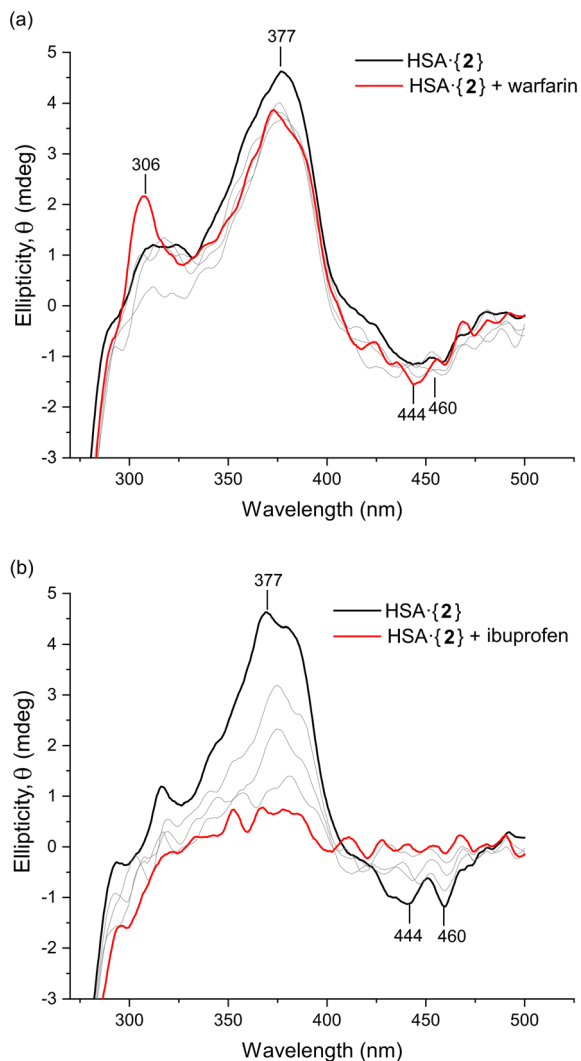 (a)
377
HSA·{2}
HSA·{2} + warfarin
306
5
4
3
2
1
0
-1
-2
-3
444
460
Ellipticity, θ (mdeg)
300 350 400 450 500
Wavelength (nm)
(b)
377
HSA·{2}
HSA·{2} + ibuprofen
5
4
3
2
1
0
-1
-2
-3
444
460
Ellipticity, θ (mdeg)
300 350 400 450 500
Wavelength (nm)